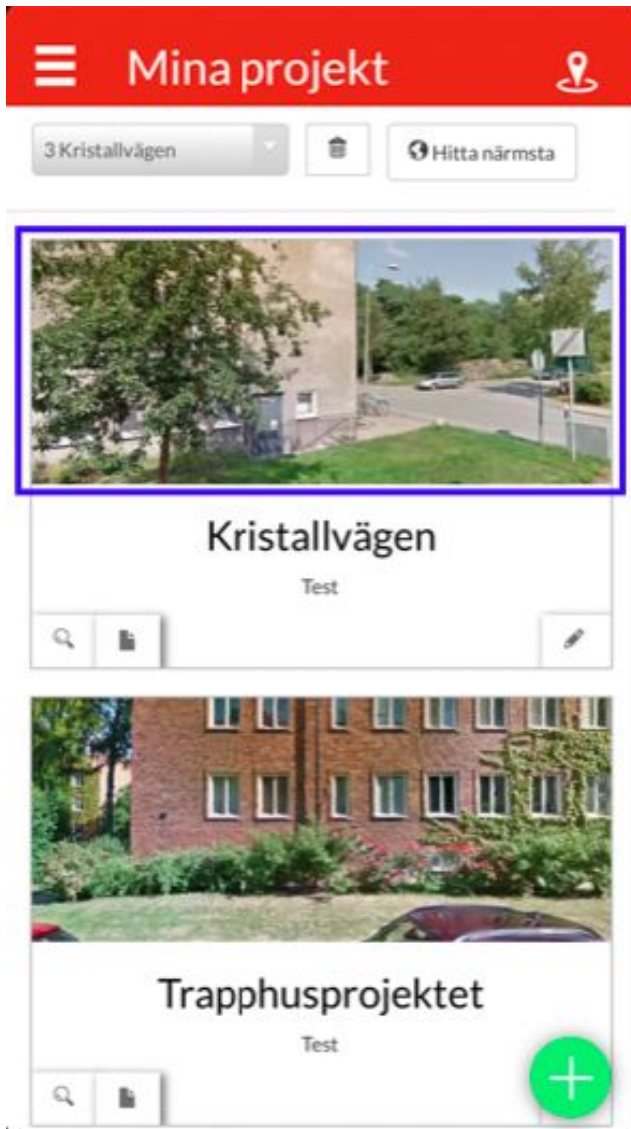 Mina projekt
3 Kristallvägen
Hitta närmsta
Kristallvägen
Test
Trapphusprojektet
Test